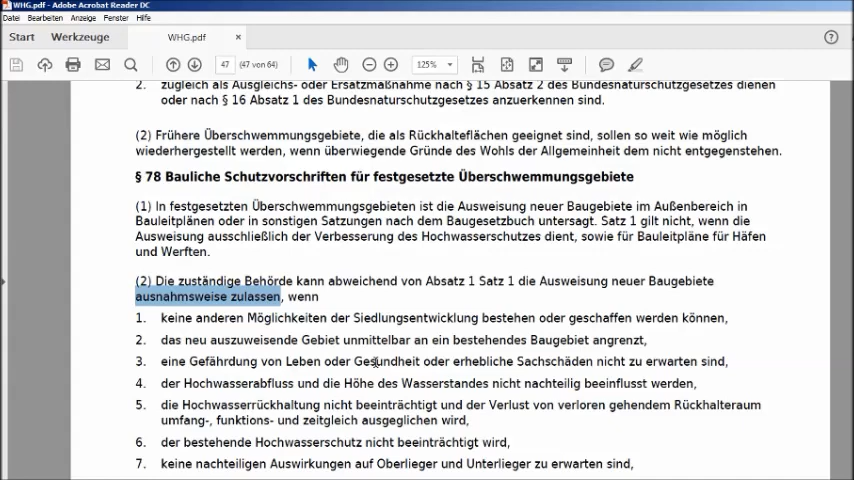 WHG.pdf - Adobe Acrobat Reader DC
Datei Bearbeiten Anzeige Fenster Hilfe
Start Werkzeuge WHG.pdf ×
47 (47 von 64) 125%
2. zugleich als Ausgleichs- oder Ersatzmaßnahme nach § 15 Absatz 2 des Bundesnaturschutzgesetzes dienen
oder nach § 16 Absatz 1 des Bundesnaturschutzgesetzes anzuerkennen sind.
(2) Frühere Überschwemmungsgebiete, die als Rückhalteflächen geeignet sind, sollen so weit wie möglich
wiederhergestellt werden, wenn überwiegende Gründe des Wohls der Allgemeinheit dem nicht entgegenstehen.
§ 78 Bauliche Schutzvorschriften für festgesetzte Überschwemmungsgebiete
(1) In festgesetzten Überschwemmungsgebieten ist die Ausweisung neuer Baugebiete im Außenbereich in
Bauleitplänen oder in sonstigen Satzungen nach dem Baugesetzbuch untersagt. Satz 1 gilt nicht, wenn die
Ausweisung ausschließlich der Verbesserung des Hochwasserschutzes dient, sowie für Bauleitpläne für Häfen
und Werften.
(2) Die zuständige Behörde kann abweichend von Absatz 1 Satz 1 die Ausweisung neuer Baugebiete
ausnahmsweise zulassen, wenn
1. keine anderen Möglichkeiten der Siedlungsentwicklung bestehen oder geschaffen werden können,
2. das neu auszuweisende Gebiet unmittelbar an ein bestehendes Baugebiet angrenzt,
3. eine Gefährdung von Leben oder Gesundheit oder erhebliche Sachschäden nicht zu erwarten sind,
4. der Hochwasserabfluss und die Höhe des Wasserstandes nicht nachteilig beeinflusst werden,
5. die Hochwasserrückhaltung nicht beeinträchtigt und der Verlust von verloren gehendem Rückhalteraum
umfang-, funktions- und zeitgleich ausgeglichen wird,
6. der bestehende Hochwasserschutz nicht beeinträchtigt wird,
7. keine nachteiligen Auswirkungen auf Oberlieger und Unterlieger zu erwarten sind,